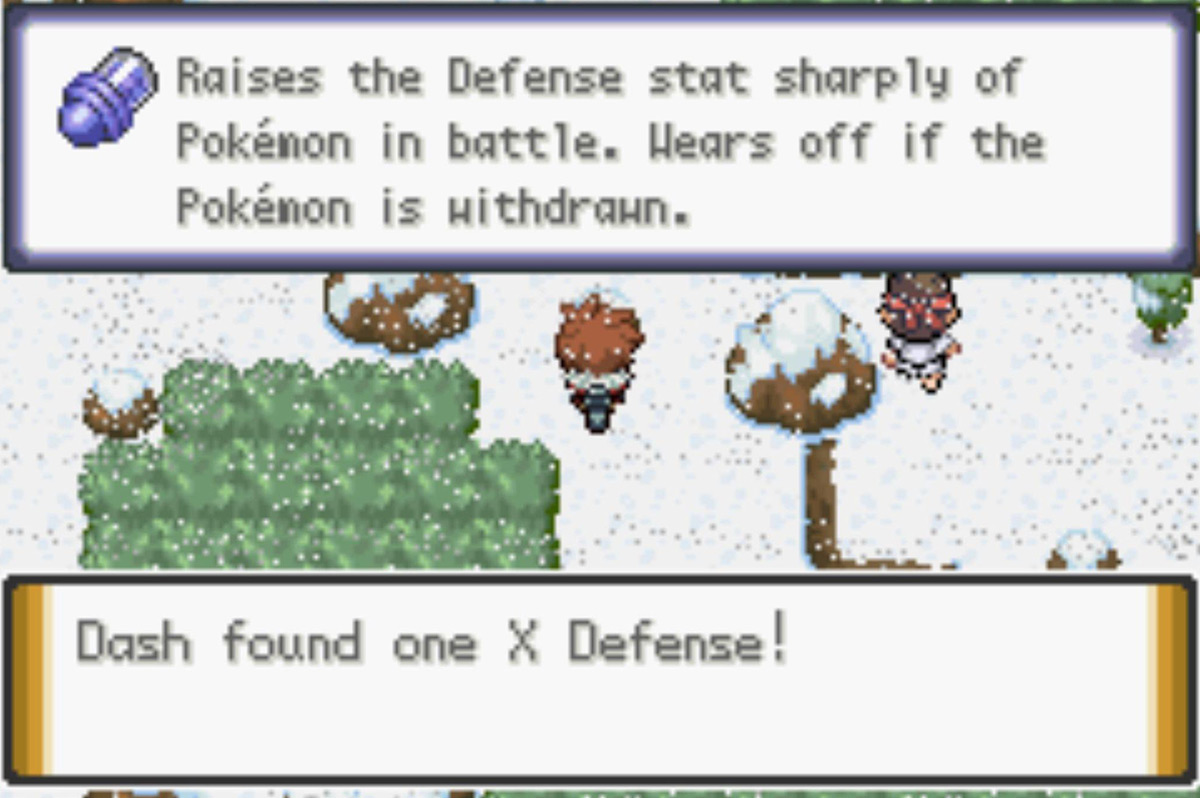 Raises the Defense stat sharply of
Pokémon in battle. Wears off if the
Pokémon is withdrawn.
Dash found one X Defense!